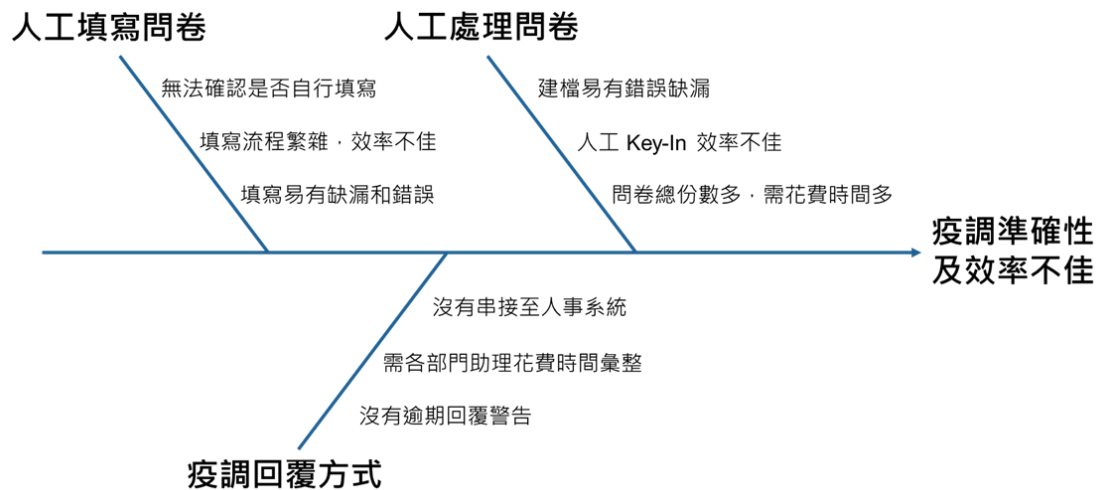 人工填寫問卷
無法確認是否自行填寫
填寫流程繁雜，效率不佳
填寫易有缺漏和錯誤
人工處理問卷
建檔易有錯誤缺漏
人工 Key-In 效率不佳
問卷總份數多，需花費時間多
疫調準確性
及效率不佳
沒有串接至人事系統
需各部門助理花費時間彙整
沒有逾期回覆警告
疫調回覆方式